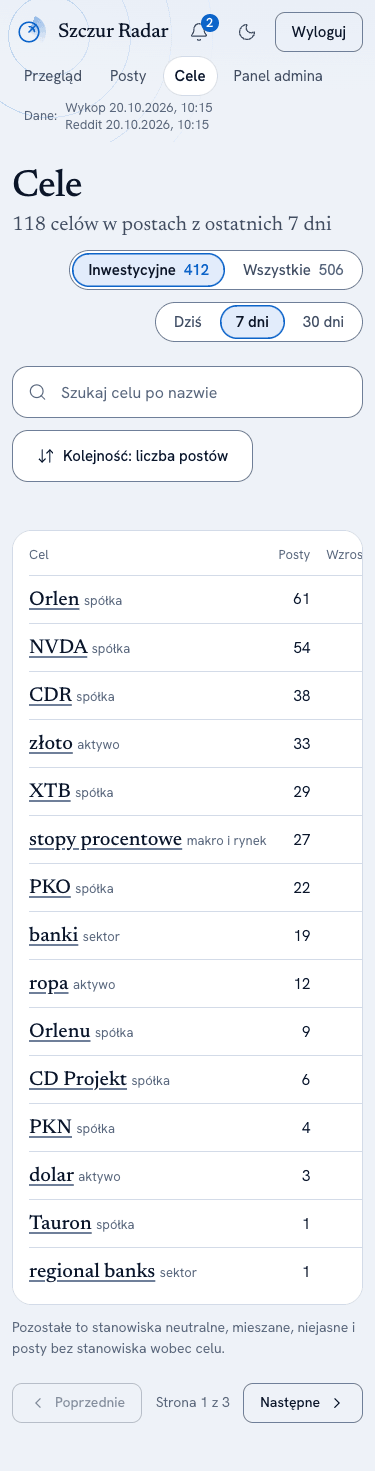 Szczur Radar
2
Wyloguj
Przegląd Posty Cele Panel admina
Dane: Wykop 20.10.2026, 10:15
Reddit 20.10.2026, 10:15
Cele
118 celów w postach z ostatnich 7 dni
Inwestycyjne 412 Wszystkie 506
Dziś 7 dni 30 dni
Szukaj celu po nazwie
Kolejność: liczba postów
Cel Posty Wzros
Orlen spółka 61
NVDA spółka 54
CDR spółka 38
złoto aktywo 33
XTB spółka 29
stopy procentowe makro i rynek 27
PKO spółka 22
banki sektor 19
ropa aktywo 12
Orlenu spółka 9
CD Projekt spółka 6
PKN spółka 4
dolar aktywo 3
Tauron spółka 1
regional banks sektor 1
Pozostałe to stanowiska neutralne, mieszane, niejasne i
posty bez stanowiska wobec celu.
Poprzednie Strona 1 z 3 Następne